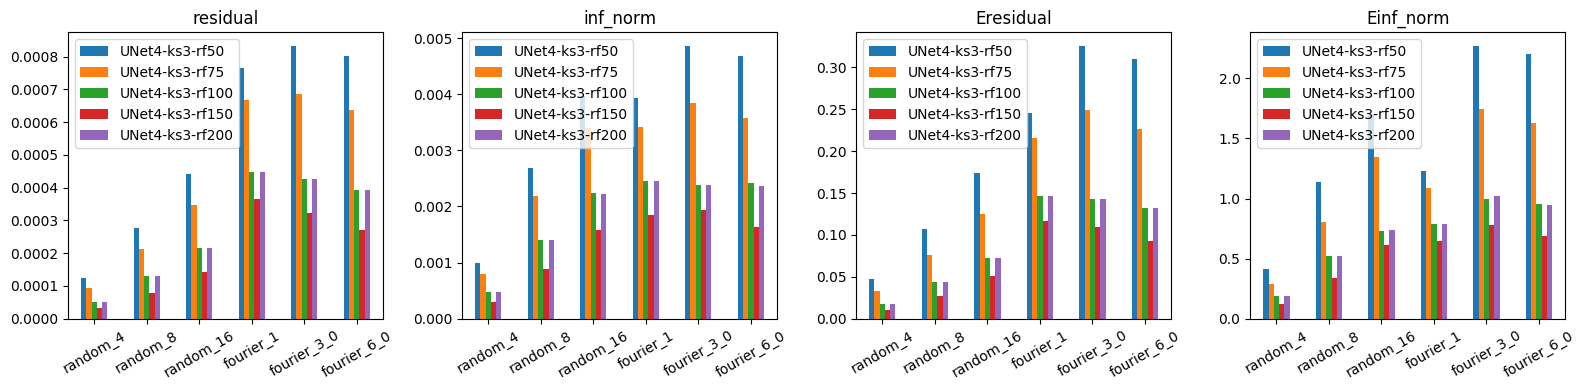 residual
0.0008
0.0007
0.0006
0.0005
0.0004
0.0003
0.0002
0.0001
0.0000
UNet4-ks3-rf50
UNet4-ks3-rf75
UNet4-ks3-rf100
UNet4-ks3-rf150
UNet4-ks3-rf200
random_4
random_8
random_16
fourier_1
fourier_3_0
fourier_6_0
inf_norm
0.005
0.004
0.003
0.002
0.001
0.000
UNet4-ks3-rf50
UNet4-ks3-rf75
UNet4-ks3-rf100
UNet4-ks3-rf150
UNet4-ks3-rf200
random_4
random_8
random_16
fourier_1
fourier_3_0
fourier_6_0
Eresidual
0.30
0.25
0.20
0.15
0.10
0.05
0.00
UNet4-ks3-rf50
UNet4-ks3-rf75
UNet4-ks3-rf100
UNet4-ks3-rf150
UNet4-ks3-rf200
random_4
random_8
random_16
fourier_1
fourier_3_0
fourier_6_0
Einf_norm
2.0
1.5
1.0
0.5
0.0
UNet4-ks3-rf50
UNet4-ks3-rf75
UNet4-ks3-rf100
UNet4-ks3-rf150
UNet4-ks3-rf200
random_4
random_8
random_16
fourier_1
fourier_3_0
fourier_6_0